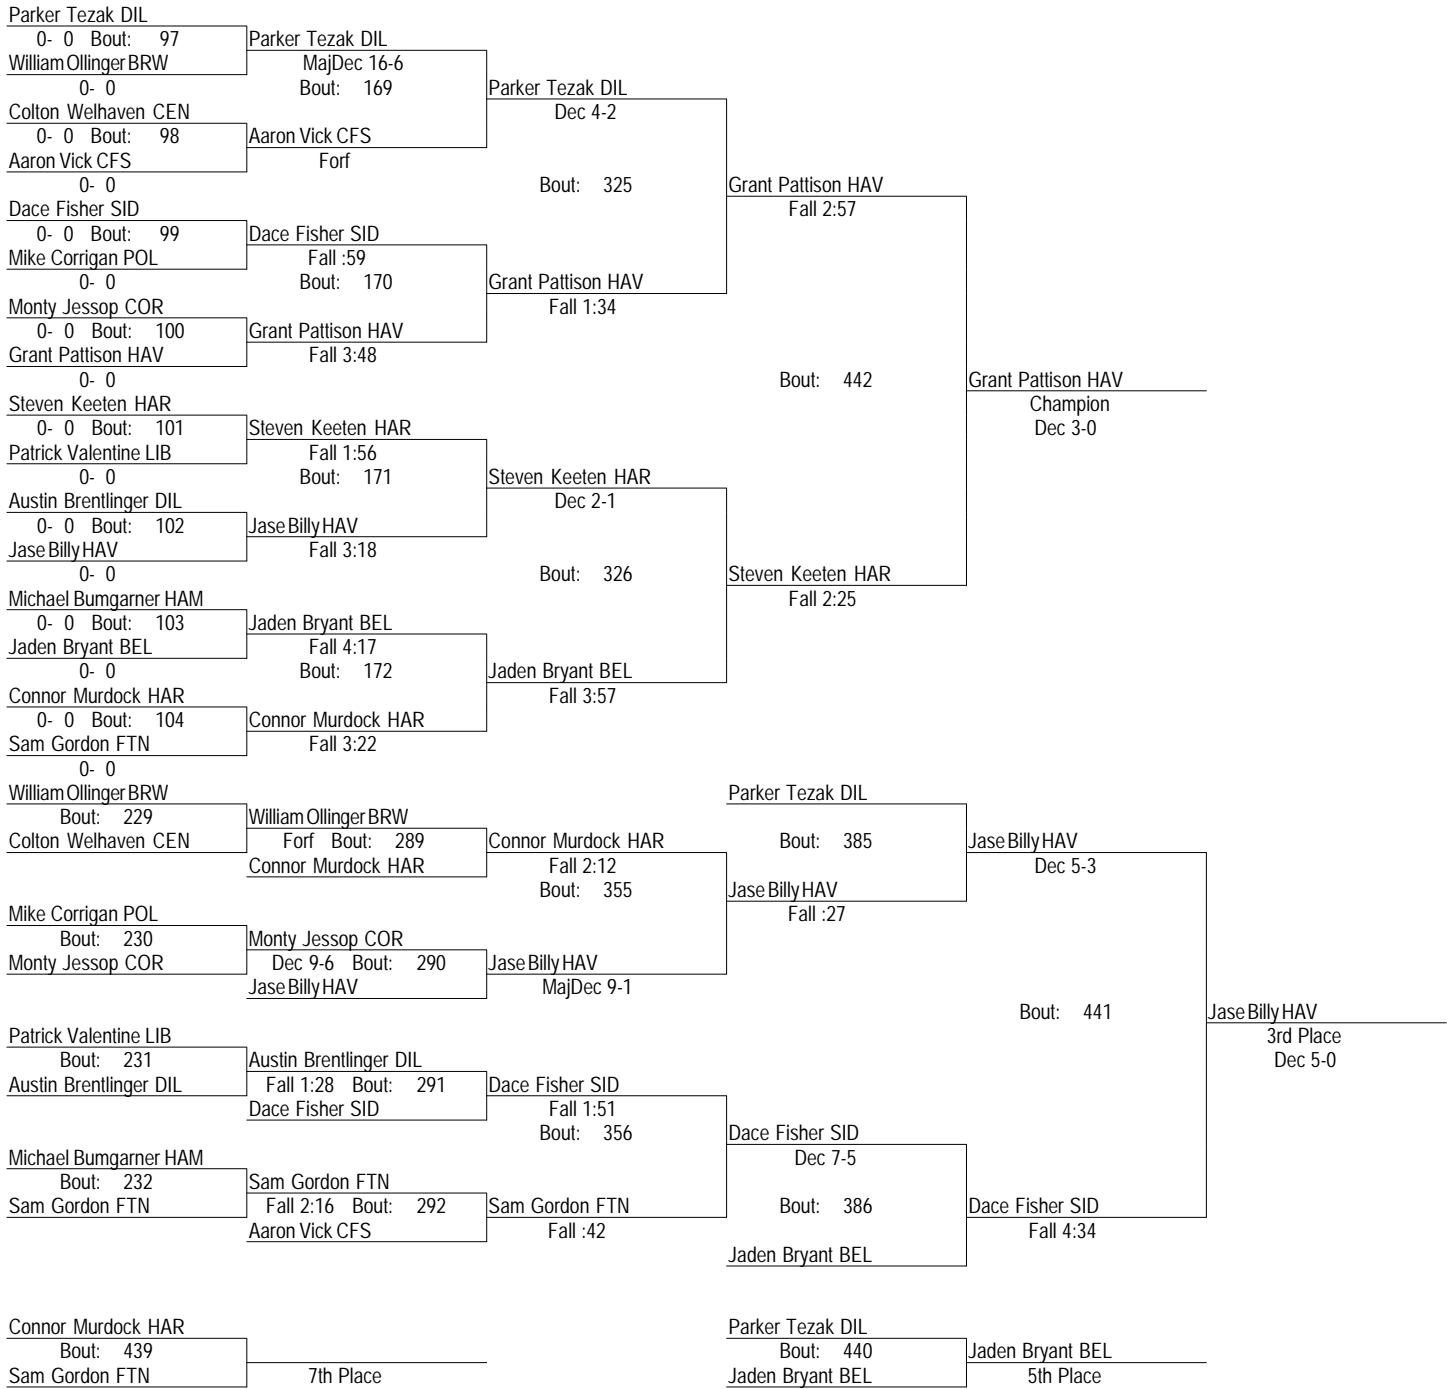 Parker Tezak DIL
0- 0 Bout: 97
William Ollinger BRW
0- 0
Colton Welhaven CEN
0- 0 Bout: 98
Aaron Vick CFS
0- 0
Dace Fisher SID
0- 0 Bout: 99
Mike Corrigan POL
0- 0
Monty Jessop COR
0- 0 Bout: 100
Grant Pattison HAV
0- 0
Steven Keeten HAR
0- 0 Bout: 101
Patrick Valentine LIB
0- 0
Austin Brentlinger DIL
0- 0 Bout: 102
Jase Billy HAV
0- 0
Michael Bumgarner HAM
0- 0 Bout: 103
Jaden Bryant BEL
0- 0
Connor Murdock HAR
0- 0 Bout: 104
Sam Gordon FTN
0- 0
Parker Tezak DIL
MajDec 16-6
Bout: 169
Aaron Vick CFS
Forf
Dace Fisher SID
Fall :59
Bout: 170
Grant Pattison HAV
Fall 3:48
Steven Keeten HAR
Fall 1:56
Bout: 171
Jase Billy HAV
Fall 3:18
Jaden Bryant BEL
Fall 4:17
Bout: 172
Connor Murdock HAR
Fall 3:22
Parker Tezak DIL
Dec 4-2
Bout: 325
Grant Pattison HAV
Fall 1:34
Steven Keeten HAR
Dec 2-1
Bout: 326
Jaden Bryant BEL
Fall 3:57
Grant Pattison HAV
Fall 2:57
Bout: 442
Steven Keeten HAR
Fall 2:25
Grant Pattison HAV
Champion
Dec 3-0
William Ollinger BRW
Bout: 229
Colton Welhaven CEN
Mike Corrigan POL
Bout: 230
Monty Jessop COR
Patrick Valentine LIB
Bout: 231
Austin Brentlinger DIL
Michael Bumgarner HAM
Bout: 232
Sam Gordon FTN
William Ollinger BRW
Forf Bout: 289
Connor Murdock HAR
Monty Jessop COR
Dec 9-6 Bout: 290
Jase Billy HAV
Austin Brentlinger DIL
Fall 1:28 Bout: 291
Dace Fisher SID
Sam Gordon FTN
Fall 2:16 Bout: 292
Aaron Vick CFS
Connor Murdock HAR
Fall 2:12
Bout: 355
Jase Billy HAV
MajDec 9-1
Dace Fisher SID
Fall 1:51
Bout: 356
Sam Gordon FTN
Fall :42
Parker Tezak DIL
Bout: 385
Jase Billy HAV
Fall :27
Dace Fisher SID
Dec 7-5
Bout: 386
Jaden Bryant BEL
Jase Billy HAV
Dec 5-3
Bout: 441
Dace Fisher SID
Fall 4:34
Jase Billy HAV
3rd Place
Dec 5-0
Connor Murdock HAR
Bout: 439
Sam Gordon FTN
7th Place
Parker Tezak DIL
Bout: 440
Jaden Bryant BEL
Jaden Bryant BEL
5th Place